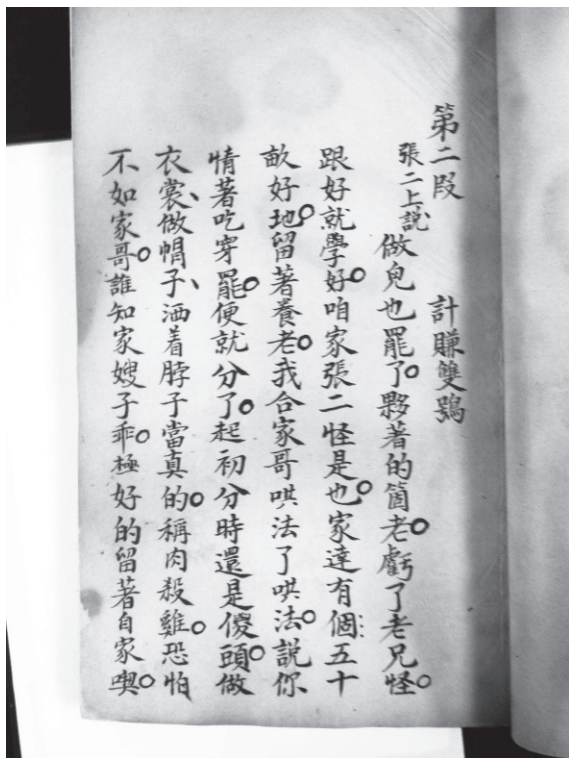 第二段　計賺雙鴞
張二上說 做兒也罷了○夥著的箇老○虧了老兄怪○
跟好就學好○咱家張二怪是也○家達有個五十
畝好地○留著養老○我合家哥哄法了哄法○說你
情著吃穿罷○便就分了○起初分時還是傻頭○做
衣裳、做帽子、洒着脖子當真的○稱肉殺雞○恐怕
不如家哥○誰知家嫂子乖○極好的留著自家喫○